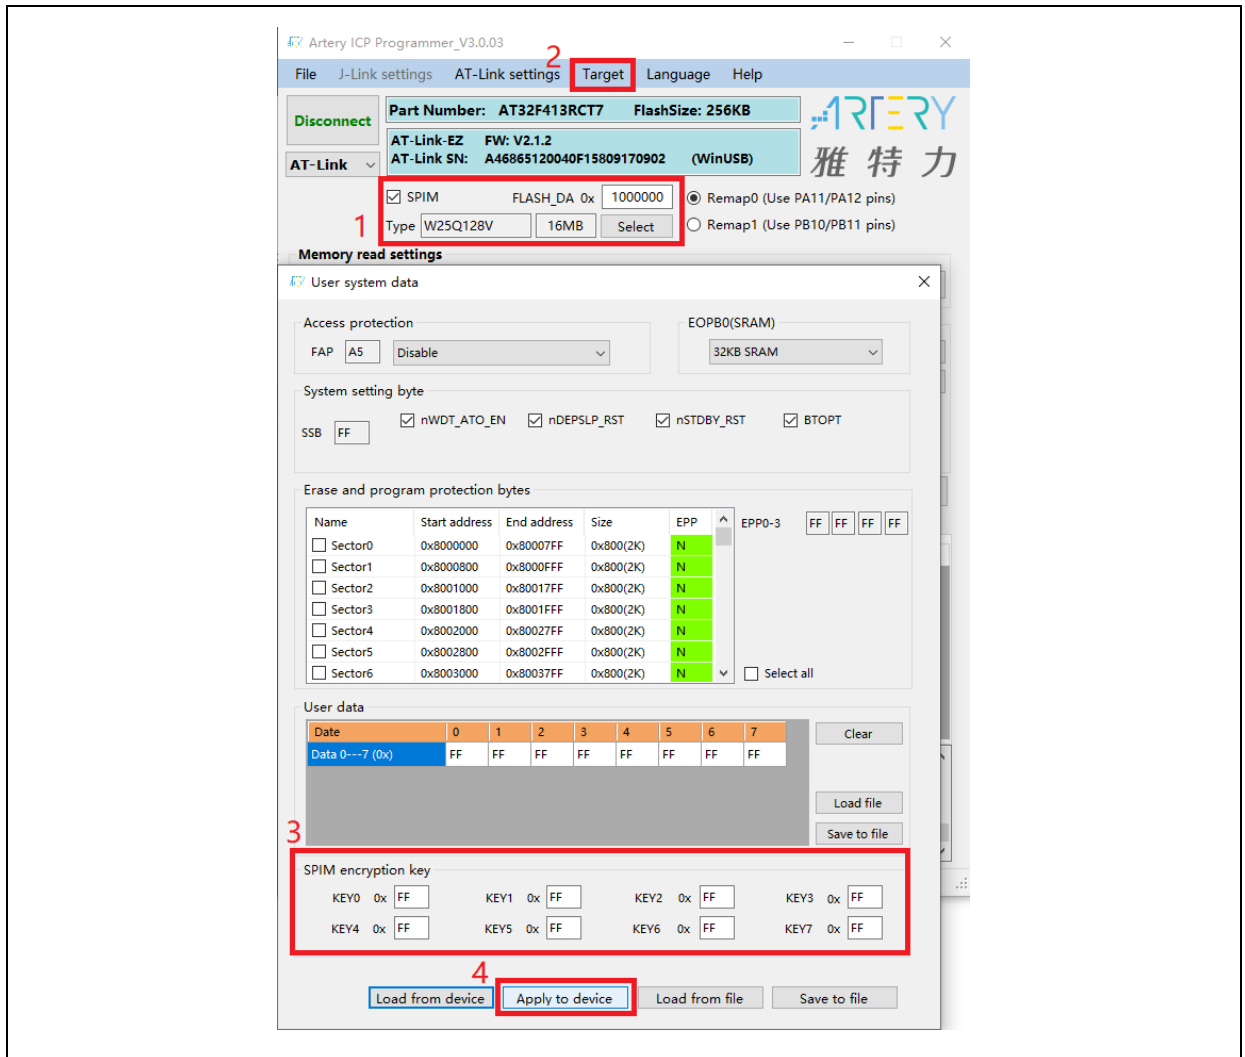 Artery ICP Programmer_V3.0.03
2
File J-Link settings AT-Link settings Target Language Help
Disconnect
Part Number: AT32F413RCT7 FlashSize: 256KB
ARTERY
雅特力
AT-Link-EZ FW: V2.1.2
AT-Link SN: A46865120040F15809170902 (WinUSB)
AT-Link
1
SPIM FLASH_DA 0x 1000000 Remap0 (Use PA11/PA12 pins)
Type W25Q128V 16MB Select Remap1 (Use PB10/PB11 pins)
Memory read settings
User system data
Access protection
FAP A5 Disable
EOPB0(SRAM)
32KB SRAM
System setting byte
SSB FF nWDT_ATO_EN nDEPSLP_RST nSTDBY_RST BTOPT
Erase and program protection bytes
Name Start address End address Size EPP
Sector0 0x8000000 0x80007FF 0x800(2K) N
Sector1 0x8000800 0x8000FFF 0x800(2K) N
Sector2 0x8001000 0x80017FF 0x800(2K) N
Sector3 0x8001800 0x8001FFF 0x800(2K) N
Sector4 0x8002000 0x80027FF 0x800(2K) N
Sector5 0x8002800 0x8002FFF 0x800(2K) N
Sector6 0x8003000 0x80037FF 0x800(2K) N
EPP0-3 FF FF FF FF
Select all
User data
Date 0 1 2 3 4 5 6 7
Data 0---7 (0x) FF FF FF FF FF FF FF FF
Clear
Load file
Save to file
3
SPIM encryption key
KEY0 0x FF KEY1 0x FF KEY2 0x FF KEY3 0x FF
KEY4 0x FF KEY5 0x FF KEY6 0x FF KEY7 0x FF
4
Load from device Apply to device Load from file Save to file